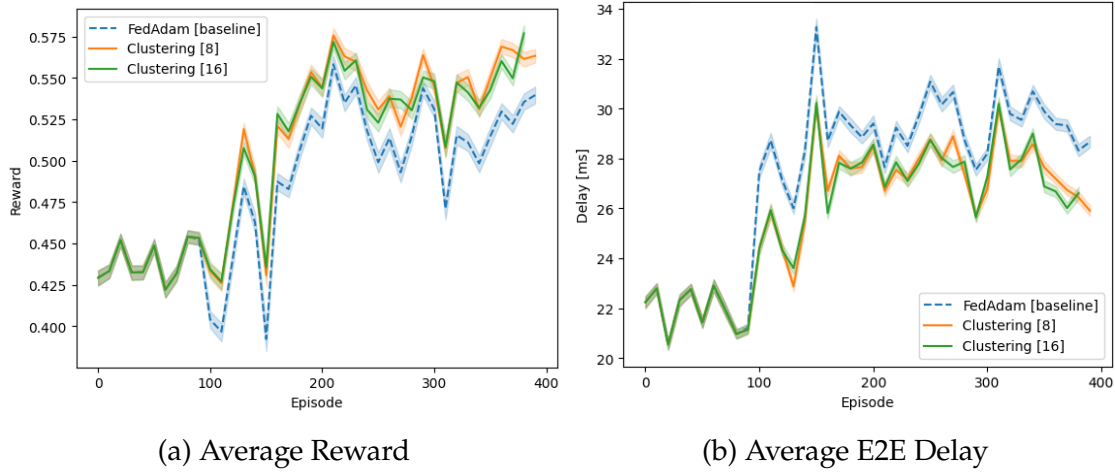 FedAdam [baseline]
Clustering [8]
Clustering [16]
0.575
0.550
0.525
0.500
0.475
0.450
0.425
0.400
Reward
0
100
200
300
400
Episode
(a) Average Reward
34
32
30
28
26
24
22
20
Delay [ms]
FedAdam [baseline]
Clustering [8]
Clustering [16]
0
100
200
300
400
Episode
(b) Average E2E Delay